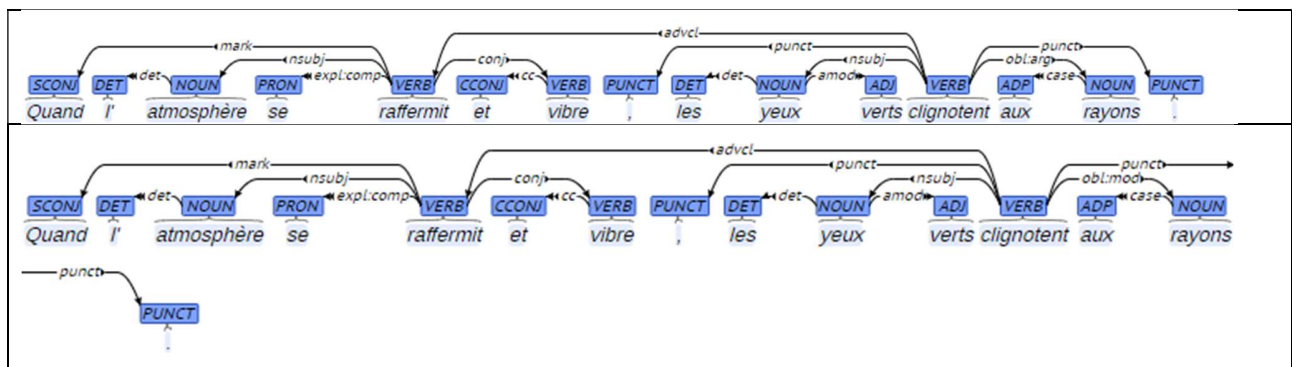 advcl
mark punct punct
nsubj conj nsubj obl:arg
det expl:comp cc det amod case
SCONJ DET NOUN PRON VERB CCONJ VERB PUNCT DET NOUN ADJ VERB ADP NOUN PUNCT
Quand l' atmosphère se raffermit et vibre , les yeux verts clignotent aux rayons .
advcl
mark punct punct
nsubj conj nsubj obl:mod
det expl:comp cc det amod case
SCONJ DET NOUN PRON VERB CCONJ VERB PUNCT DET NOUN ADJ VERB ADP NOUN
Quand l' atmosphère se raffermit et vibre , les yeux verts clignotent aux rayons
punct
PUNCT
.